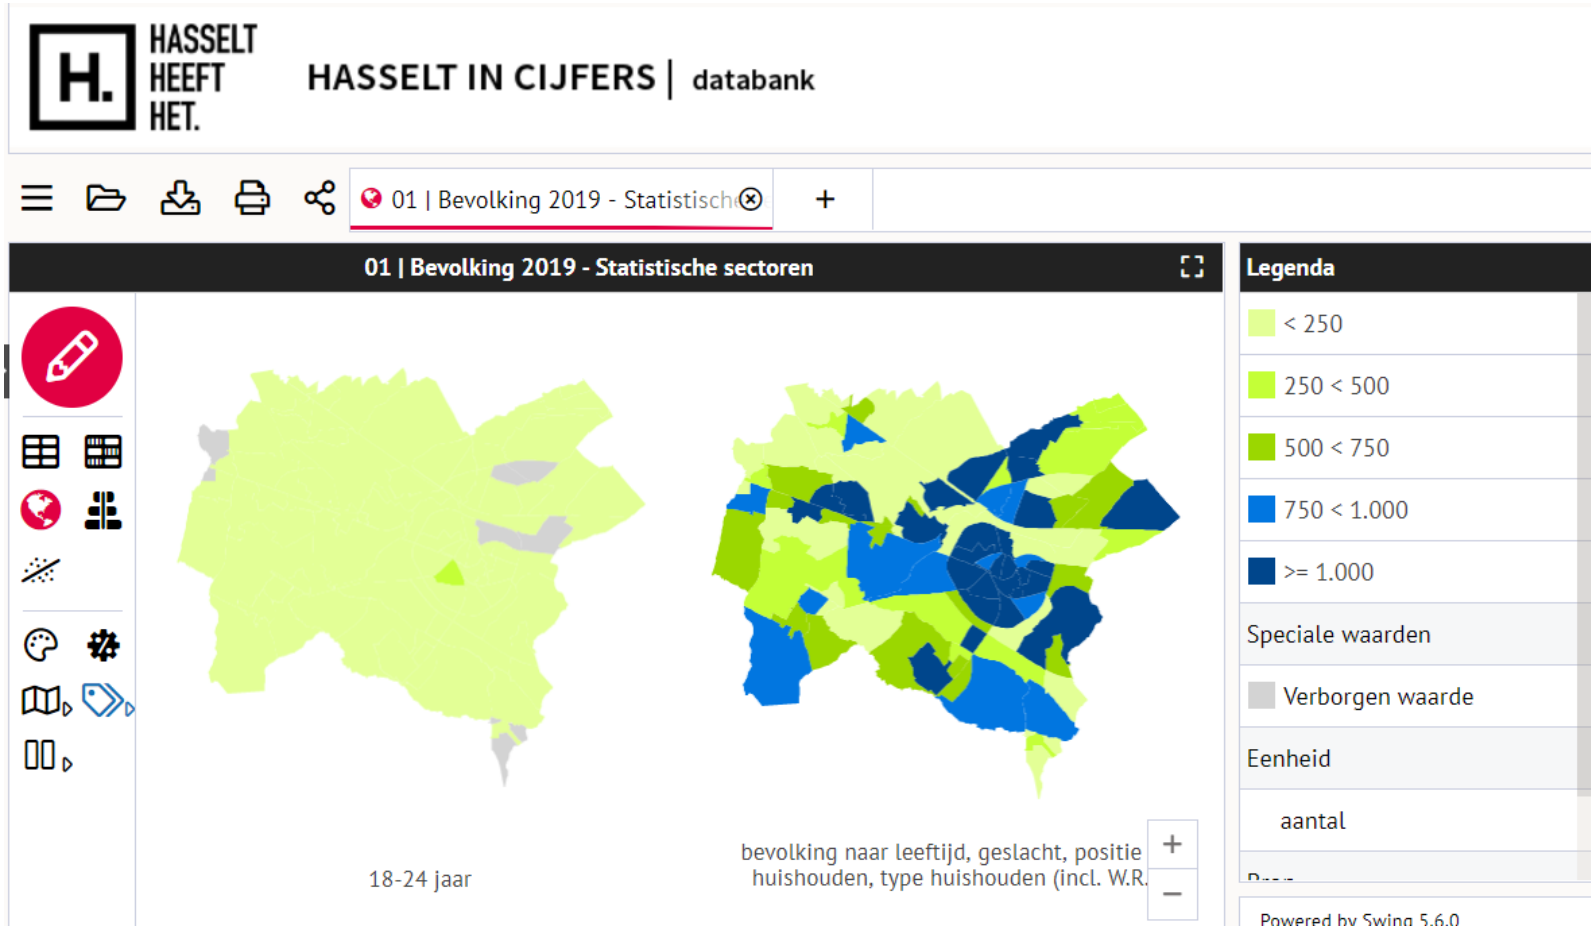 H.
HASSELT
HEEFT
HET.
HASSELT IN CIJFERS | databank
01 | Bevolking 2019 - Statistische
+
01 | Bevolking 2019 - Statistische sectoren
Legenda
< 250
250 < 500
500 < 750
750 < 1.000
>= 1.000
Speciale waarden
Verborgen waarde
Eenheid
aantal
18-24 jaar
bevolking naar leeftijd, geslacht, positie
huishouden, type huishouden (incl. W.R.
+
−
Powered by Swing 5.6.0